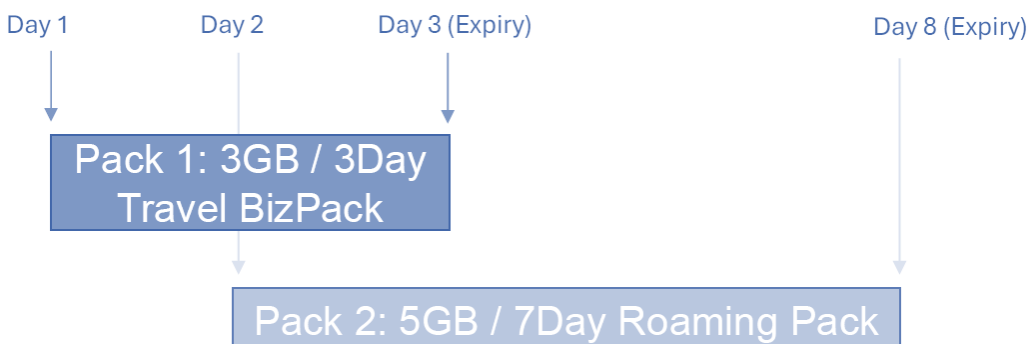 Day 1
Day 2
Day 3 (Expiry)
Day 8 (Expiry)
Pack 1: 3GB / 3Day
Travel BizPack
Pack 2: 5GB / 7Day Roaming Pack